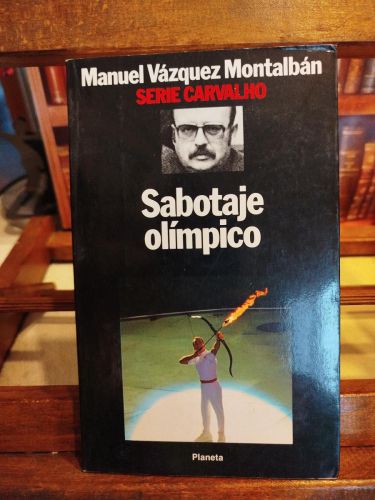 Manuel Vázquez Montalbán
SERIE CARVALHO
Sabotaje
olímpico
Planeta